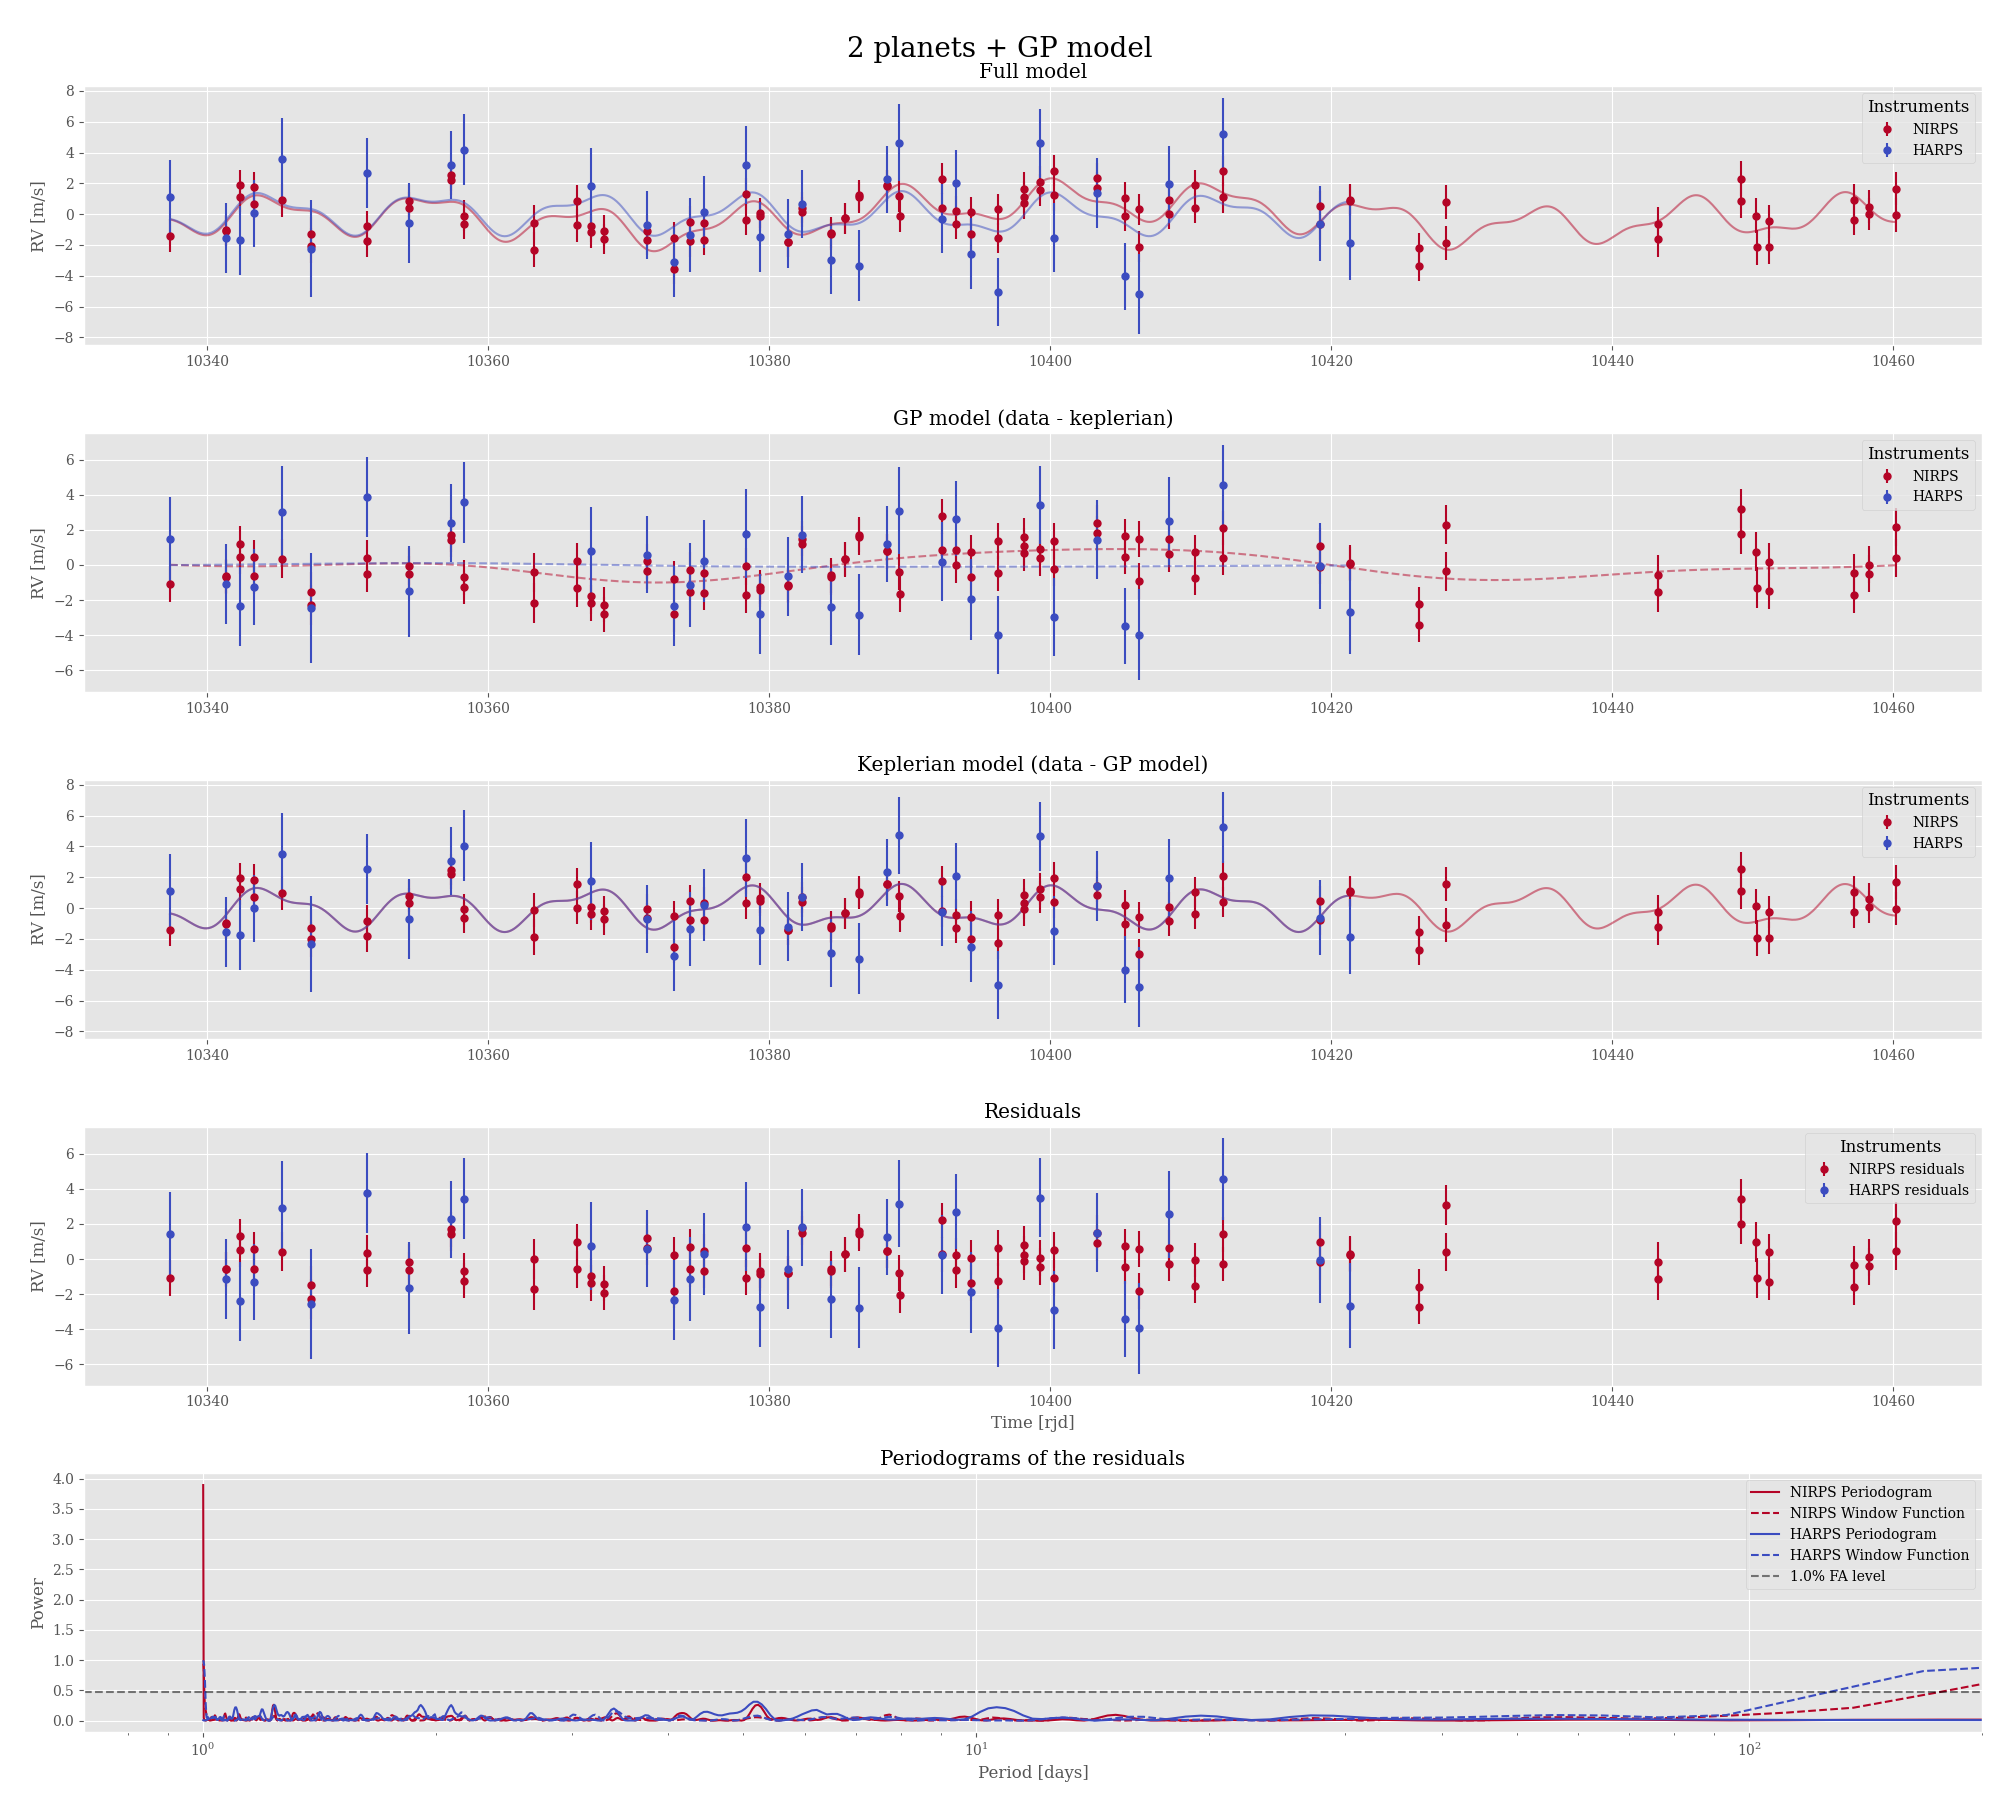 2 planets + GP model
Full model
8
6
4
2
0
−2
−4
−6
−8
RV [m/s]
Instruments
NIRPS
HARPS
10340 10360 10380 10400 10420 10440 10460
GP model (data - keplerian)
6
4
2
0
−2
−4
−6
RV [m/s]
Instruments
NIRPS
HARPS
10340 10360 10380 10400 10420 10440 10460
Keplerian model (data - GP model)
8
6
4
2
0
−2
−4
−6
−8
RV [m/s]
Instruments
NIRPS
HARPS
10340 10360 10380 10400 10420 10440 10460
Residuals
6
4
2
0
−2
−4
−6
RV [m/s]
Instruments
NIRPS residuals
HARPS residuals
10340 10360 10380 10400 10420 10440 10460
Time [rjd]
Periodograms of the residuals
4.0
3.5
3.0
2.5
2.0
1.5
1.0
0.5
0.0
Power
NIRPS Periodogram
NIRPS Window Function
HARPS Periodogram
HARPS Window Function
1.0% FA level
10⁰ 10¹ 10²
Period [days]